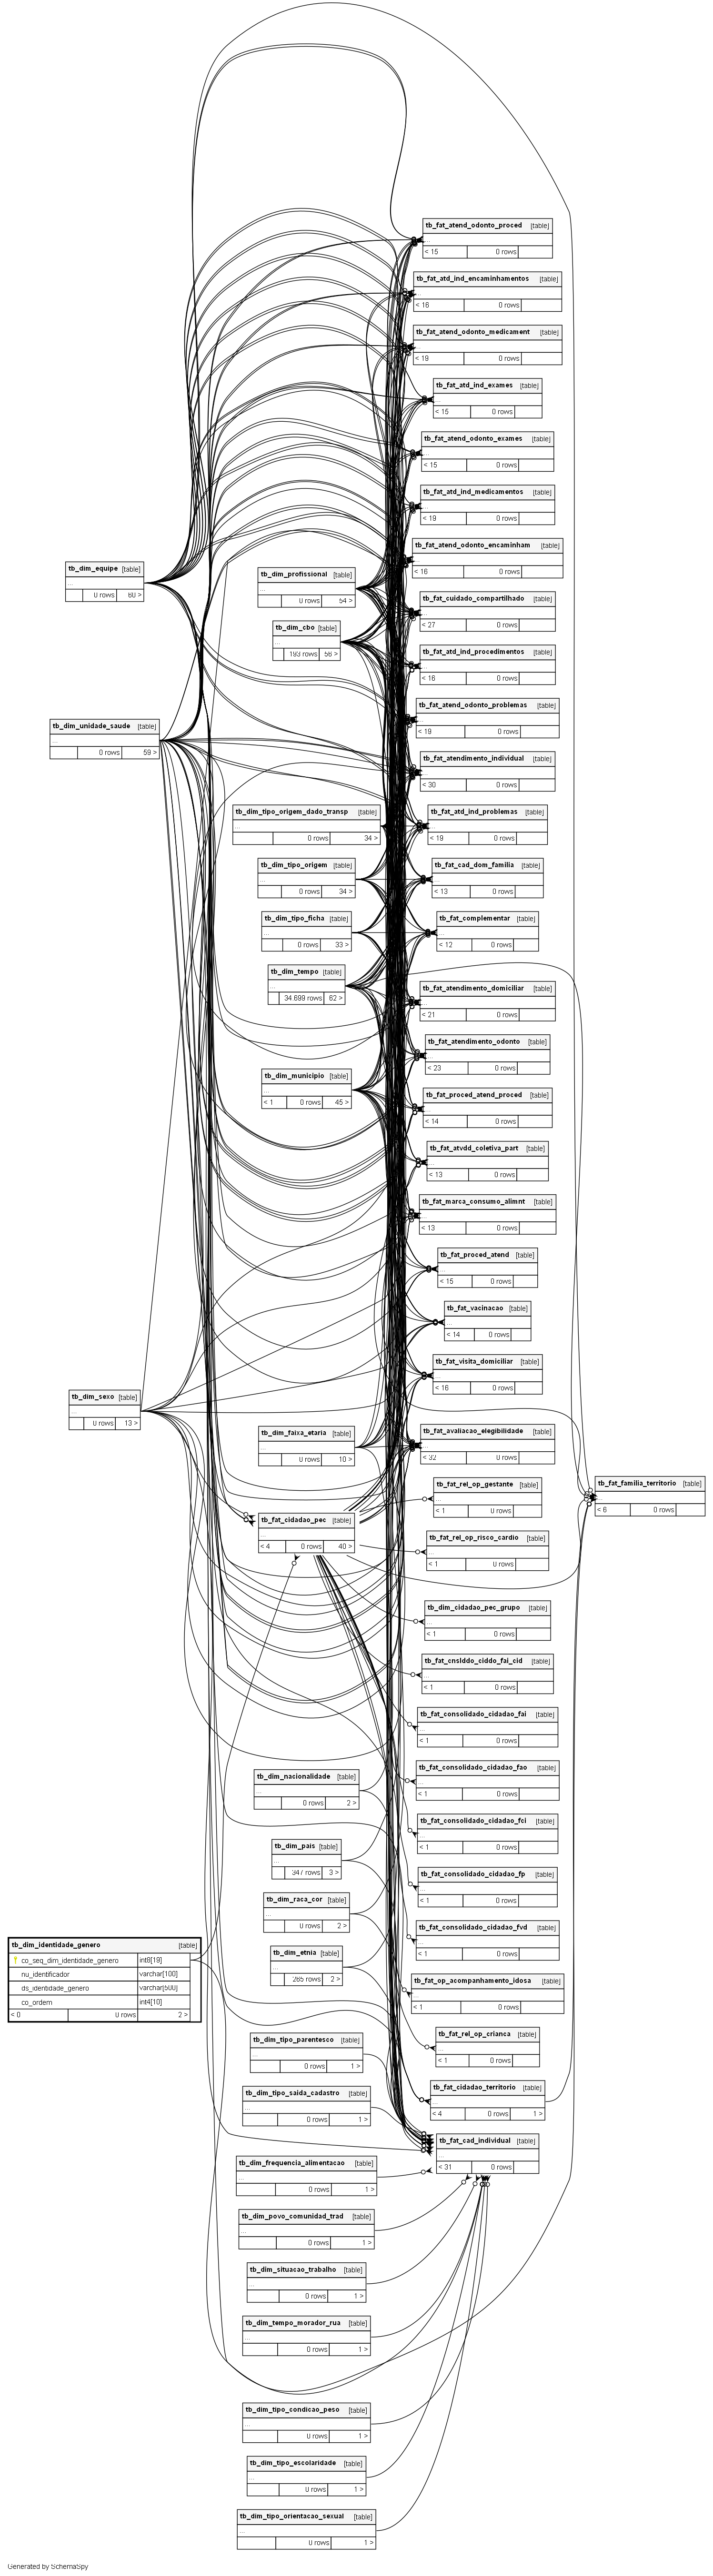 tb_fat_atend_odonto_proced [table]
...
< 15 0 rows
tb_fat_atd_ind_encaminhamentos [table]
...
< 16 0 rows
tb_fat_atend_odonto_medicament [table]
...
< 19 0 rows
tb_fat_atd_ind_exames [table]
...
< 15 0 rows
tb_fat_atend_odonto_exames [table]
...
< 15 0 rows
tb_fat_atd_ind_medicamentos [table]
...
< 19 0 rows
tb_fat_atend_odonto_encaminham [table]
...
< 16 0 rows
tb_dim_equipe [table]
...
0 rows 60 >
tb_dim_profissional [table]
...
0 rows 54 >
tb_fat_cuidado_compartilhado [table]
...
< 27 0 rows
tb_dim_cbo [table]
...
193 rows 56 >
tb_fat_atd_ind_procedimentos [table]
...
< 16 0 rows
tb_fat_atend_odonto_problemas [table]
...
< 19 0 rows
tb_dim_unidade_saude [table]
...
0 rows 59 >
tb_fat_atendimento_individual [table]
...
< 30 0 rows
tb_dim_tipo_origem_dado_transp [table]
...
0 rows 34 >
tb_fat_atd_ind_problemas [table]
...
< 19 0 rows
tb_dim_tipo_origem [table]
...
0 rows 34 >
tb_fat_cad_dom_familia [table]
...
< 13 0 rows
tb_dim_tipo_ficha [table]
...
0 rows 33 >
tb_fat_complementar [table]
...
< 12 0 rows
tb_dim_tempo [table]
...
34.699 rows 62 >
tb_fat_atendimento_domiciliar [table]
...
< 21 0 rows
tb_fat_atendimento_odonto [table]
...
< 23 0 rows
tb_dim_municipio [table]
...
< 1 0 rows 45 >
tb_fat_proced_atend_proced [table]
...
< 14 0 rows
tb_fat_atvdd_coletiva_part [table]
...
< 13 0 rows
tb_fat_marca_consumo_alimnt [table]
...
< 13 0 rows
tb_fat_proced_atend [table]
...
< 15 0 rows
tb_fat_vacinacao [table]
...
< 14 0 rows
tb_fat_visita_domiciliar [table]
...
< 16 0 rows
tb_dim_sexo [table]
...
0 rows 13 >
tb_dim_faixa_etaria [table]
...
0 rows 10 >
tb_fat_avaliacao_elegibilidade [table]
...
< 32 0 rows
tb_fat_rel_op_gestante [table]
...
< 1 0 rows
tb_fat_familia_territorio [table]
...
< 6 0 rows
tb_fat_cidadao_pec [table]
...
< 4 0 rows 40 >
tb_fat_rel_op_risco_cardio [table]
...
< 1 0 rows
tb_dim_cidadao_pec_grupo [table]
...
< 1 0 rows
tb_fat_cnslddo_ciddo_fai_cid [table]
...
< 1 0 rows
tb_fat_consolidado_cidadao_fai [table]
...
< 1 0 rows
tb_fat_consolidado_cidadao_fao [table]
...
< 1 0 rows
tb_dim_nacionalidade [table]
...
0 rows 2 >
tb_fat_consolidado_cidadao_fci [table]
...
< 1 0 rows
tb_dim_pais [table]
...
347 rows 3 >
tb_fat_consolidado_cidadao_fp [table]
...
< 1 0 rows
tb_dim_raca_cor [table]
...
0 rows 2 >
tb_fat_consolidado_cidadao_fvd [table]
...
< 1 0 rows
tb_dim_identidade_genero [table]
co_seq_dim_identidade_genero int8[19]
nu_identificador varchar[100]
ds_identidade_genero varchar[500]
co_ordem int4[10]
< 0 0 rows 2 >
tb_dim_etnia [table]
...
265 rows 2 >
tb_fat_op_acompanhamento_idosa [table]
...
< 1 0 rows
tb_fat_rel_op_crianca [table]
...
< 1 0 rows
tb_dim_tipo_parentesco [table]
...
0 rows 1 >
tb_fat_cidadao_territorio [table]
...
< 4 0 rows 1 >
tb_dim_tipo_saida_cadastro [table]
...
0 rows 1 >
tb_fat_cad_individual [table]
...
< 31 0 rows
tb_dim_frequencia_alimentacao [table]
...
0 rows 1 >
tb_dim_povo_comunidad_trad [table]
...
0 rows 1 >
tb_dim_situacao_trabalho [table]
...
0 rows 1 >
tb_dim_tempo_morador_rua [table]
...
0 rows 1 >
tb_dim_tipo_condicao_peso [table]
...
0 rows 1 >
tb_dim_tipo_escolaridade [table]
...
0 rows 1 >
tb_dim_tipo_orientacao_sexual [table]
...
0 rows 1 >
Generated by SchemaSpy